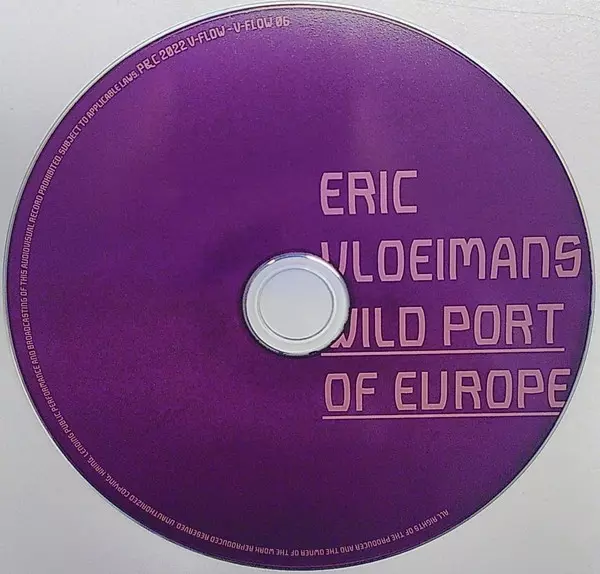 ERIC
VLOEIMANS
WILD PORT
OF EUROPE
ALL RIGHTS OF THE PRODUCER AND THE OWNER OF THE WORK REPRODUCED RESERVED. UNAUTHORIZED COPYING, HIRING, LENDING PUBLIC PERFORMANCE AND BROADCASTING OF THIS AUDIOVISUAL RECORD PROHIBITED. SUBJECT TO APPLICABLE LAWS. P&C 2022 V-FLOW - V-FLOW 06